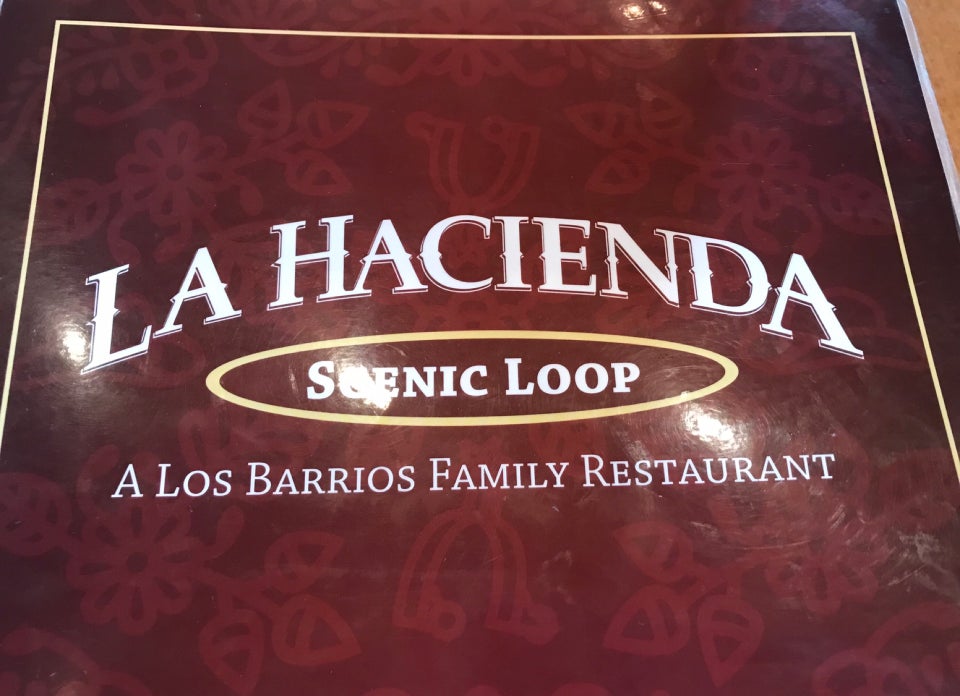 LA HACIENDA
SCENIC LOOP
A LOS BARRIOS FAMILY RESTAURANT